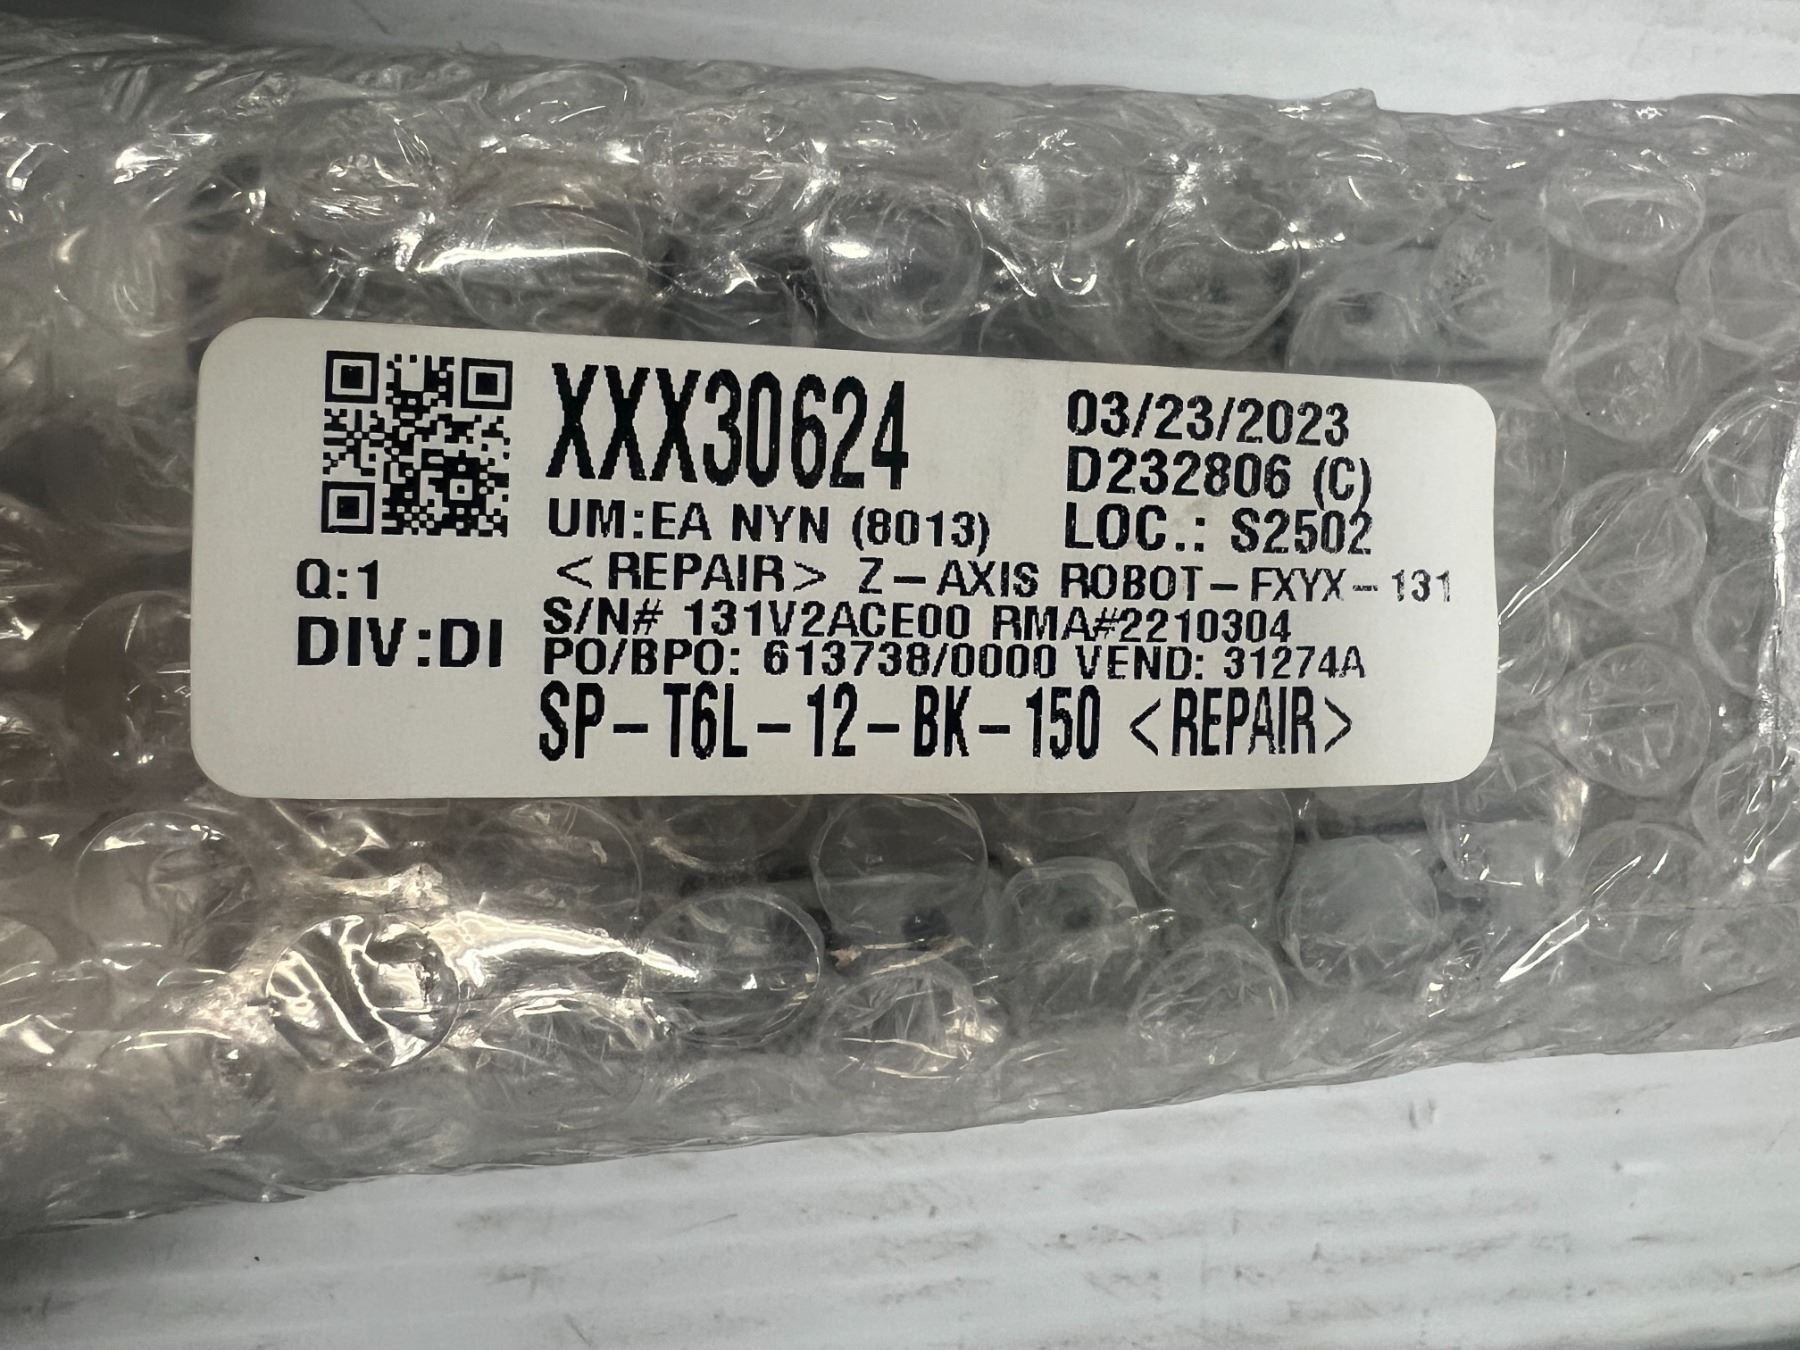 XXX30624
03/23/2023
D232806 (C)
UM:EA NYN (8013)
LOC.: S2502
Q:1
<REPAIR> Z-AXIS ROBOT-FXYX-131
DIV:DI
S/N# 131V2ACE00 RMA#2210304
PO/BPO: 613738/0000 VEND: 31274A
SP-T6L-12-BK-150 <REPAIR>